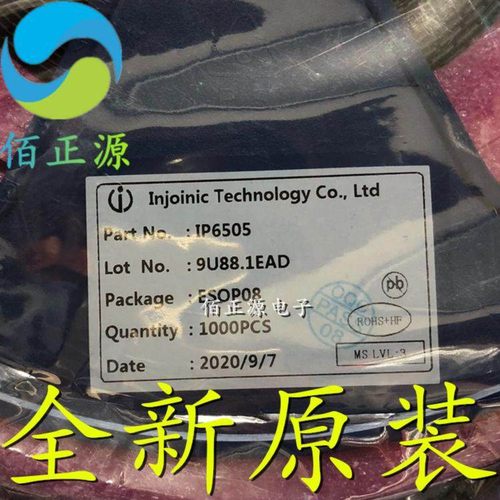 佰正源
Injoinic Technology Co., Ltd
Part No. : IP6505
Lot No. : 9U88.1EAD
Package : ESOP08
佰正源电子
Quantity : 1000PCS
Date : 2020/9/7
Pb
ROHS+HF
MS LVL-3
全新原装